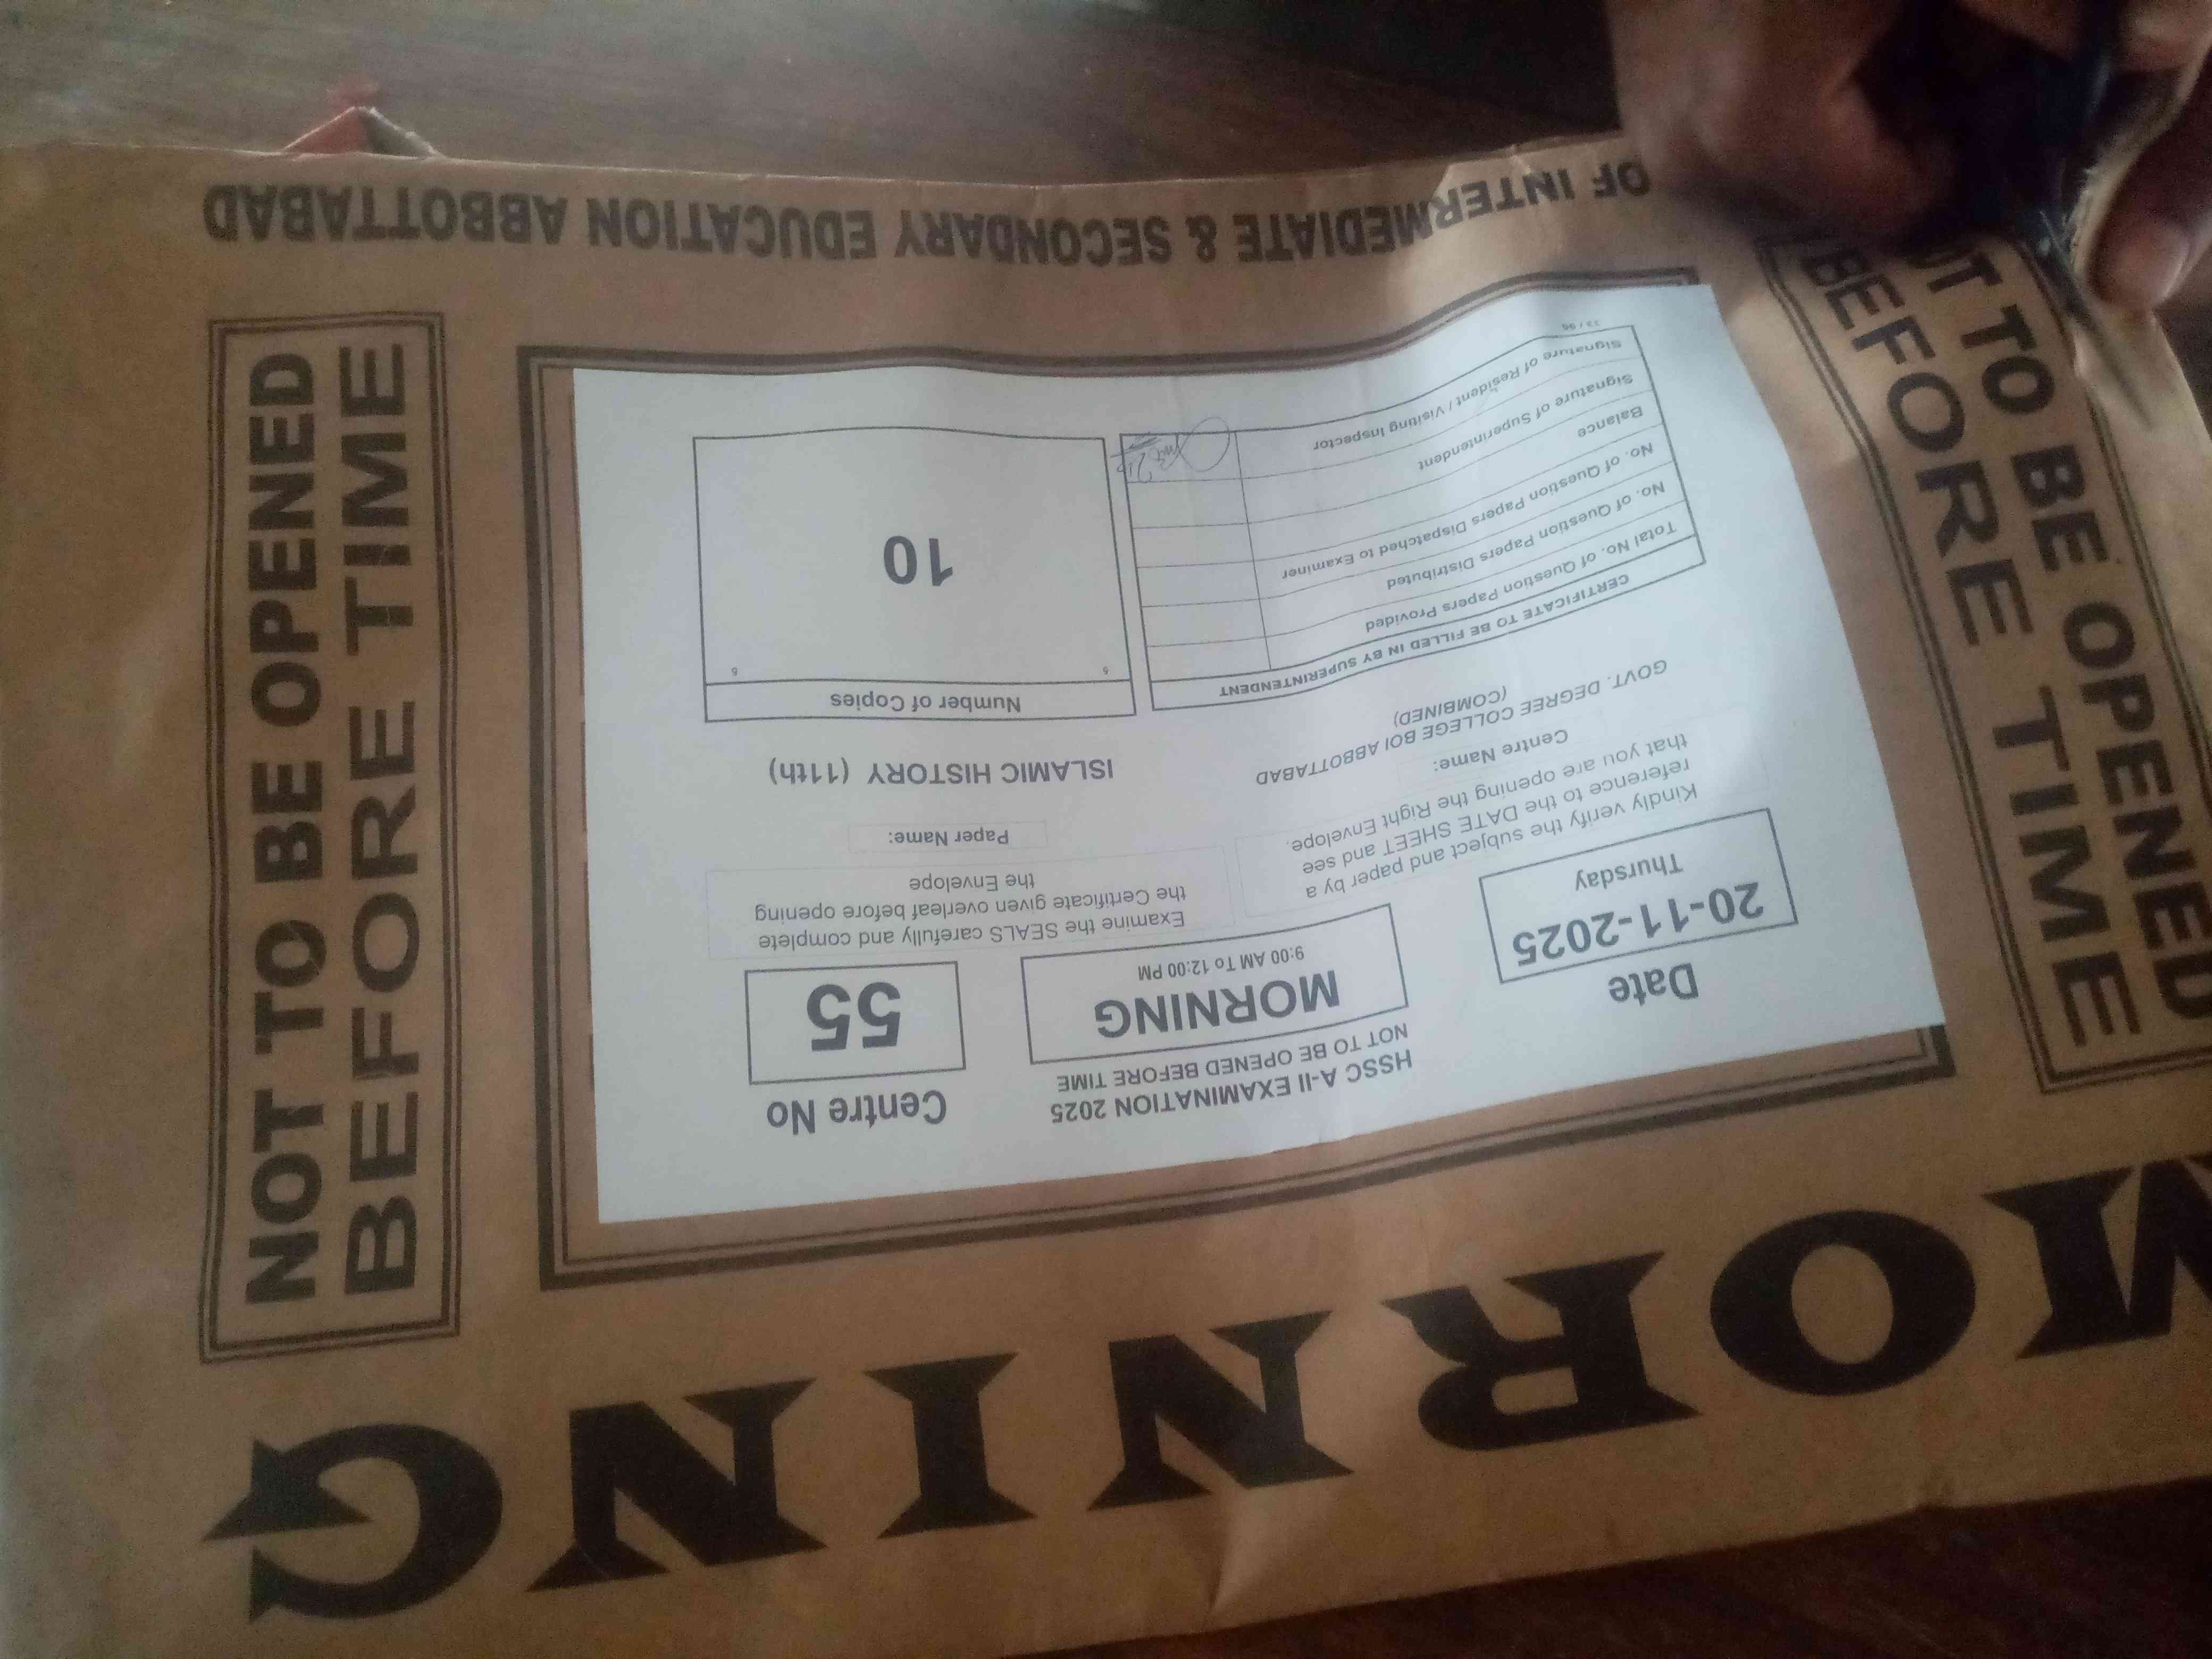 MORNING
NOT TO BE OPENED
BEFORE TIME
HSSC A-II EXAMINATION 2025
NOT TO BE OPENED BEFORE TIME
Date
20-11-2025
Thursday
MORNING
9:00 AM To 12:00 PM
Centre No
55
Kindly verify the subject and paper by a
reference to the DATE SHEET and see
that you are opening the Right Envelope.
Examine the SEALS carefully and complete
the Certificate given overleaf before opening
the Envelope
Centre Name:
GOVT. DEGREE COLLEGE BOI ABBOTTABAD
(COMBINED)
Paper Name:
ISLAMIC HISTORY (11th)
CERTIFICATE TO BE FILLED IN BY SUPERINTENDENT
Total No. of Question Papers Provided
No. of Question Papers Distributed
No. of Question Papers Dispatched to Examiner
Balance
Signature of Superintendent
Signature of Resident / Visiting Inspector
Number of Copies
10
NOT TO BE OPENED
BEFORE TIME
OF INTERMEDIATE & SECONDARY EDUCATION ABBOTTABAD